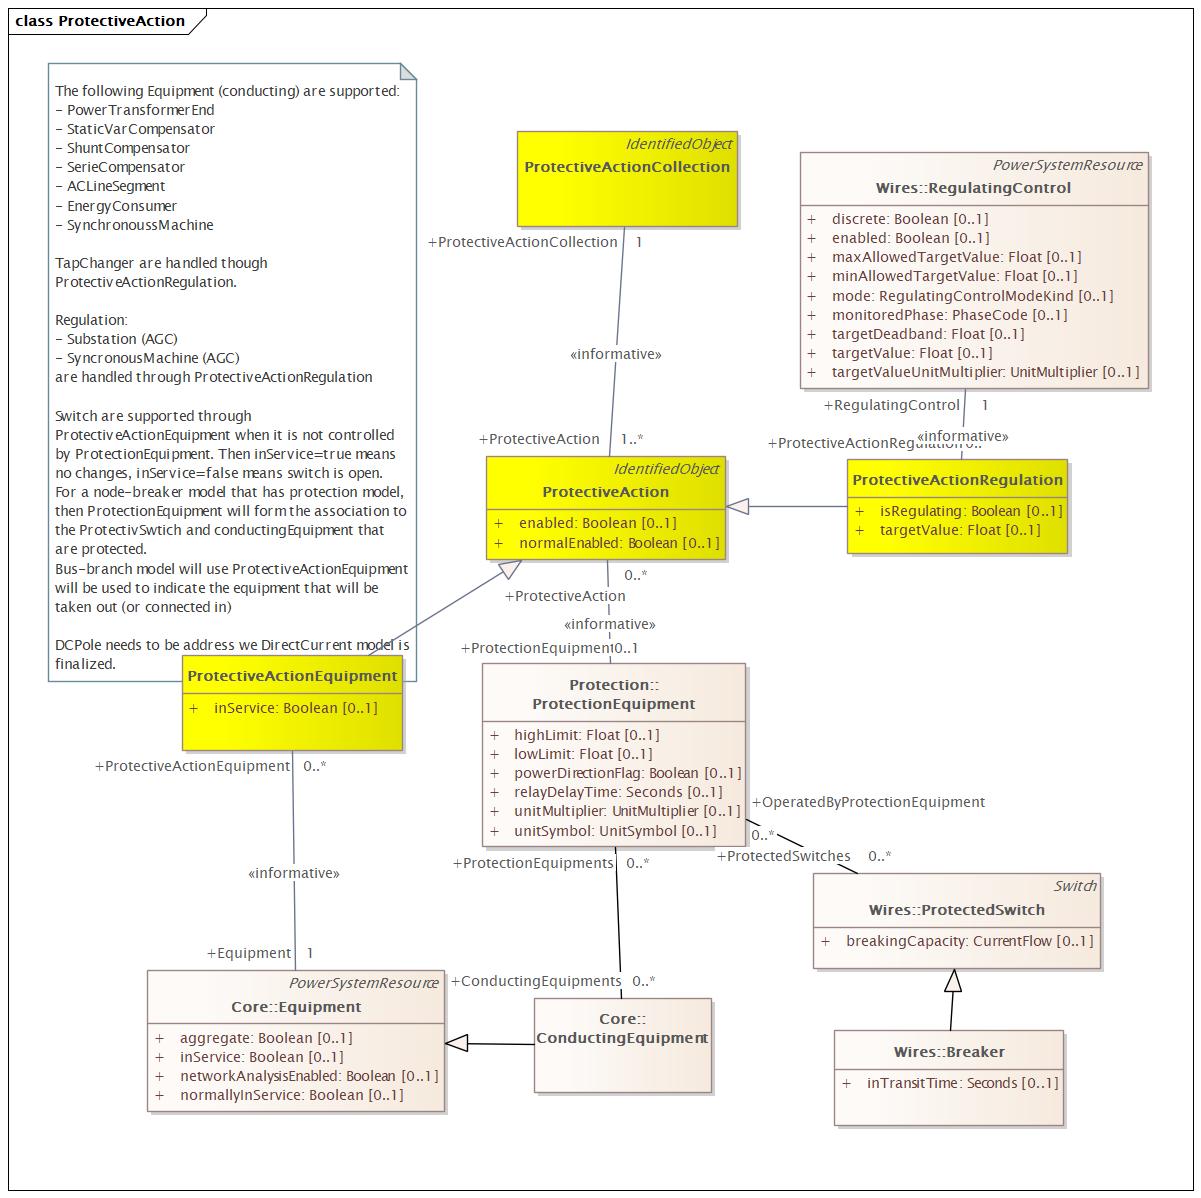 class ProtectiveAction
The following Equipment (conducting) are supported:
- PowerTransformerEnd
- StaticVarCompensator
- ShuntCompensator
- SerieCompensator
- ACLineSegment
- EnergyConsumer
- SynchronoussMachine
TapChanger are handled though
ProtectiveActionRegulation.
Regulation:
- Substation (AGC)
- SyncronousMachine (AGC)
are handled through ProtectiveActionRegulation
Switch are supported through
ProtectiveActionEquipment when it is not controlled
by ProtectionEquipment. Then inService=true means
no changes, inService=false means switch is open.
For a node-breaker model that has protection model,
then ProtectionEquipment will form the association to
the ProtectivSwtich and conductingEquipment that
are protected.
Bus-branch model will use ProtectiveActionEquipment
will be used to indicate the equipment that will be
taken out (or connected in)
DCPole needs to be address we DirectCurrent model is
finalized.
IdentifiedObject
ProtectiveActionCollection
+ProtectiveActionCollection 1
«informative»
+ProtectiveAction 1..*
PowerSystemResource
Wires::RegulatingControl
+ discrete: Boolean [0..1]
+ enabled: Boolean [0..1]
+ maxAllowedTargetValue: Float [0..1]
+ minAllowedTargetValue: Float [0..1]
+ mode: RegulatingControlModeKind [0..1]
+ monitoredPhase: PhaseCode [0..1]
+ targetDeadband: Float [0..1]
+ targetValue: Float [0..1]
+ targetValueUnitMultiplier: UnitMultiplier [0..1]
+RegulatingControl 1
«informative»
+ProtectiveActionRegulation 0..*
IdentifiedObject
ProtectiveAction
+ enabled: Boolean [0..1]
+ normalEnabled: Boolean [0..1]
ProtectiveActionRegulation
+ isRegulating: Boolean [0..1]
+ targetValue: Float [0..1]
0..*
+ProtectiveAction
«informative»
+ProtectionEquipment 0..1
ProtectiveActionEquipment
+ inService: Boolean [0..1]
+ProtectiveActionEquipment 0..*
«informative»
+Equipment 1
Protection::
ProtectionEquipment
+ highLimit: Float [0..1]
+ lowLimit: Float [0..1]
+ powerDirectionFlag: Boolean [0..1]
+ relayDelayTime: Seconds [0..1]
+ unitMultiplier: UnitMultiplier [0..1]
+ unitSymbol: UnitSymbol [0..1]
+OperatedByProtectionEquipment
0..*
+ProtectedSwitches 0..*
+ProtectionEquipments 0..*
+ConductingEquipments 0..*
Switch
Wires::ProtectedSwitch
+ breakingCapacity: CurrentFlow [0..1]
PowerSystemResource
Core::Equipment
+ aggregate: Boolean [0..1]
+ inService: Boolean [0..1]
+ networkAnalysisEnabled: Boolean [0..1]
+ normallyInService: Boolean [0..1]
Core::
ConductingEquipment
Wires::Breaker
+ inTransitTime: Seconds [0..1]